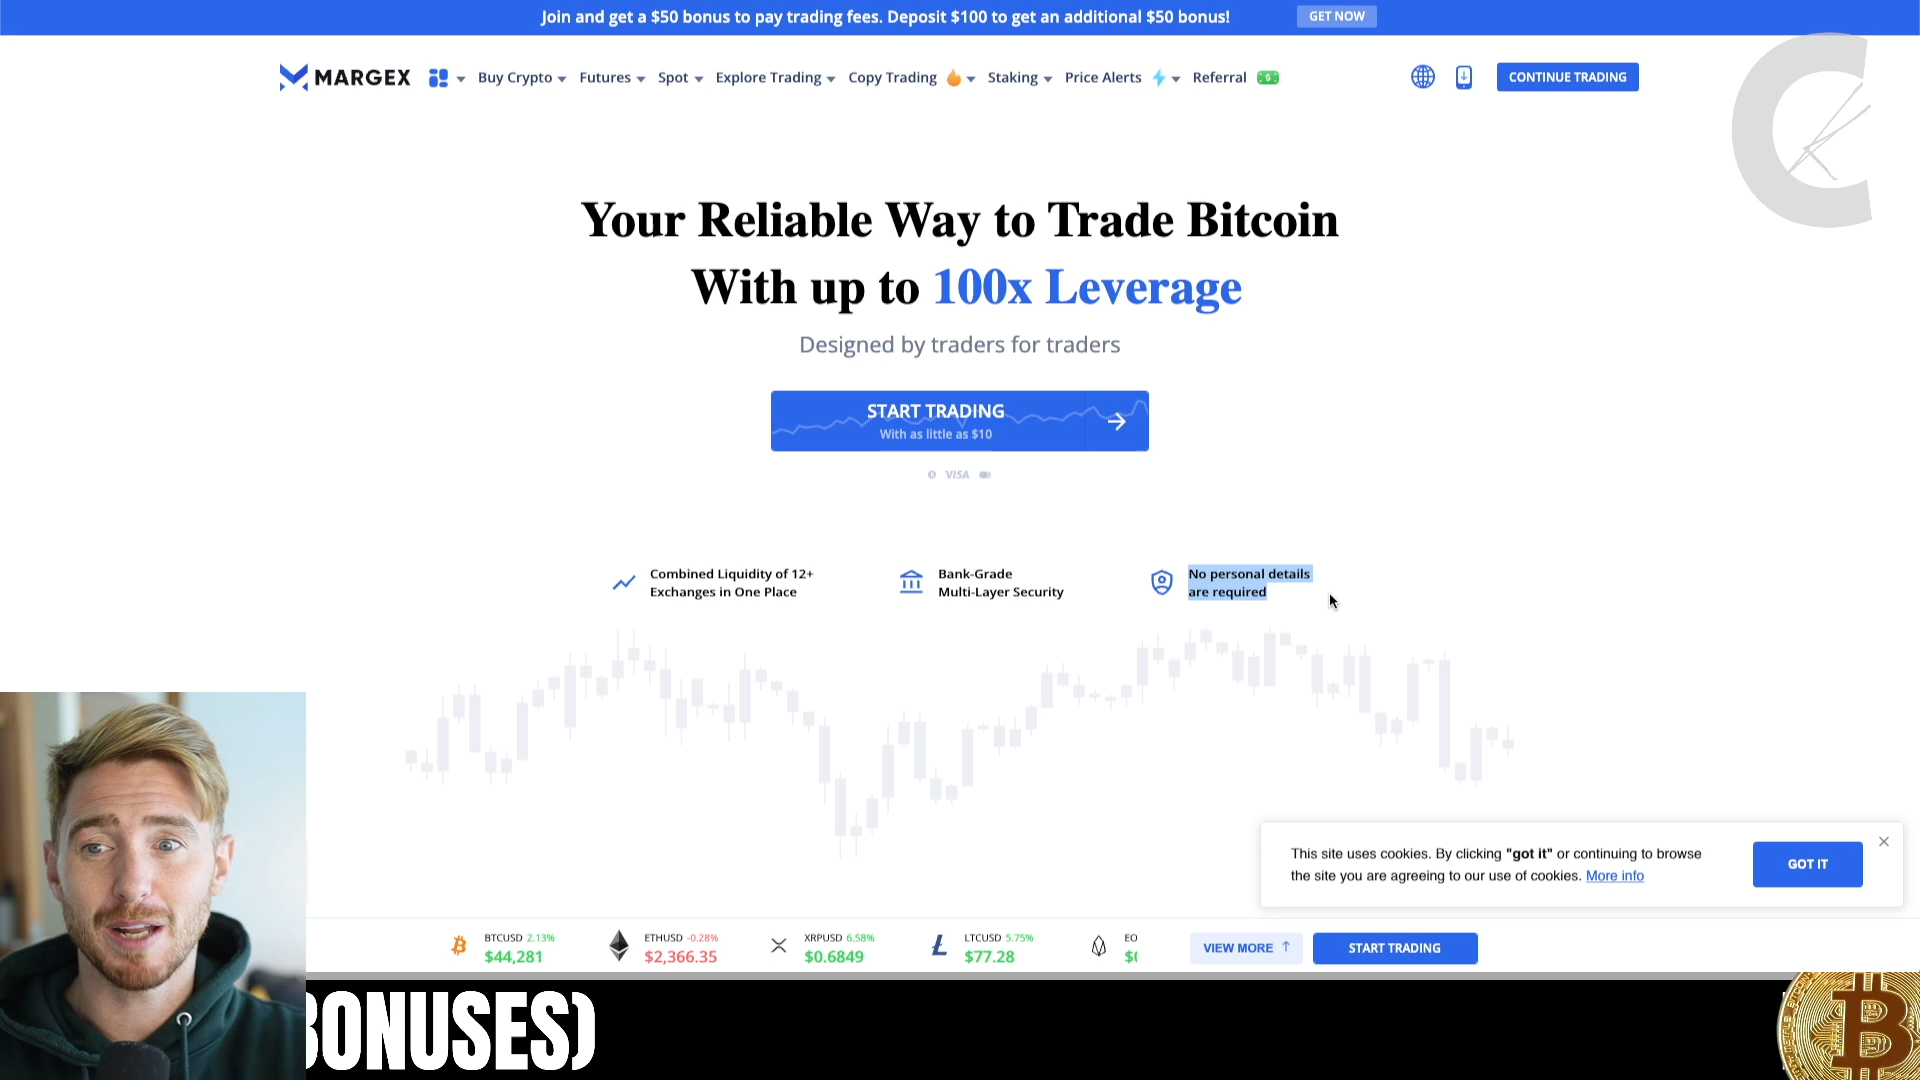 Join and get a $50 bonus to pay trading fees. Deposit $100 to get an additional $50 bonus!
GET NOW
MARGEX
Buy Crypto
Futures
Spot
Explore Trading
Copy Trading
Staking
Price Alerts
Referral
CONTINUE TRADING
Your Reliable Way to Trade Bitcoin
With up to 100x Leverage
Designed by traders for traders
START TRADING
With as little as $10
VISA
Combined Liquidity of 12+
Exchanges in One Place
Bank-Grade
Multi-Layer Security
No personal details
are required
This site uses cookies. By clicking "got it" or continuing to browse
the site you are agreeing to our use of cookies. More info
GOT IT
BTCUSD 2.13%
$44,281
ETHUSD -0.28%
$2,366.35
XRPUSD 6.58%
$0.6849
LTCUSD 5.75%
$77.28
EO
VIEW MORE
START TRADING
BONUSES)